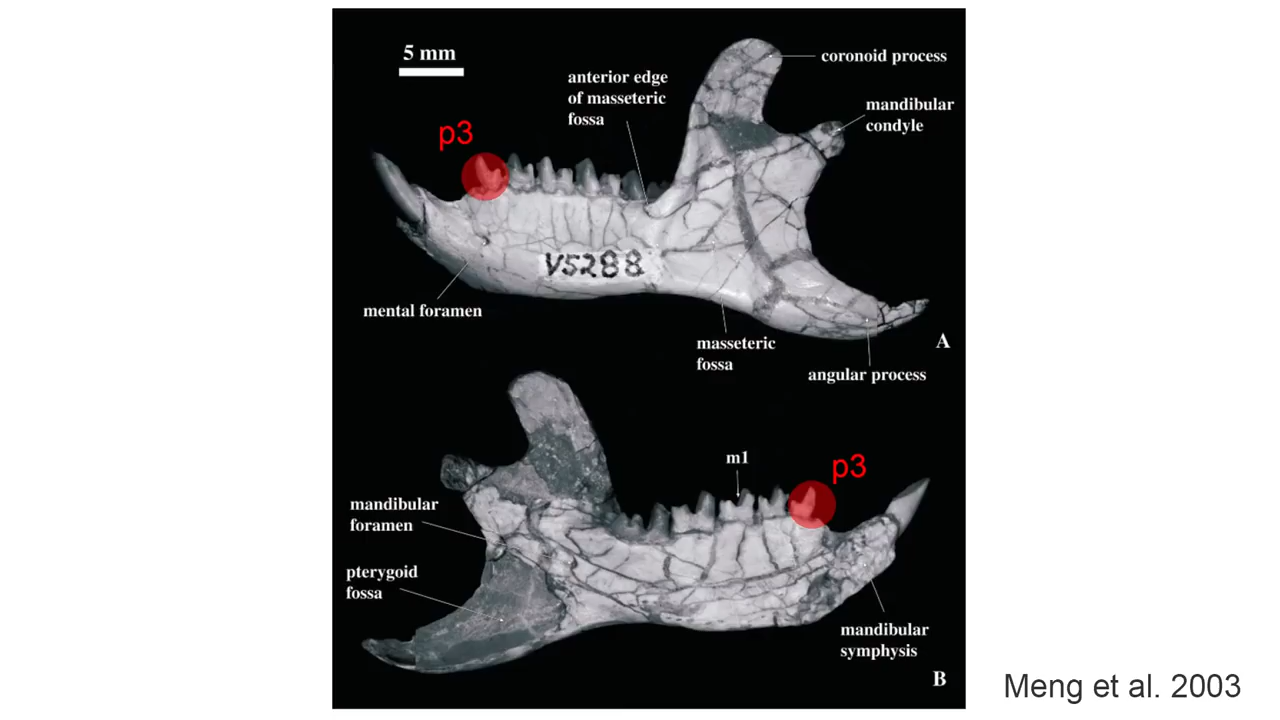 5 mm
coronoid process
anterior edge
of masseteric
fossa
mandibular
condyle
p3
V5288
mental foramen
masseteric
fossa
A
angular process
m1
p3
mandibular
foramen
pterygoid
fossa
mandibular
symphysis
B
Meng et al. 2003